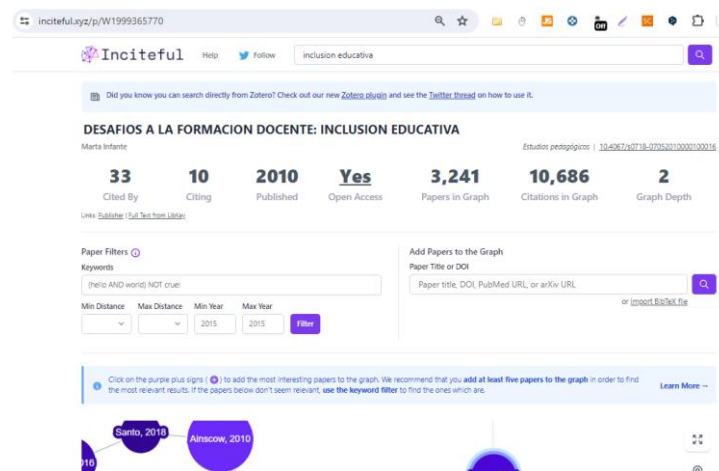 inciteful.xyz/p/W1999365770
Inciteful Help Follow inclusion educativa
Did you know you can search directly from Zotero? Check out our new Zotero plugin and see the Twitter thread on how to use it.
DESAFIOS A LA FORMACION DOCENTE: INCLUSION EDUCATIVA
Marta Infante Estudios pedagógicos | 10.4067/s0718-07052010000100016
33 10 2010 Yes 3,241 10,686 2
Cited By Citing Published Open Access Papers in Graph Citations in Graph Graph Depth
Links: Publisher | Full Text from Libkey
Paper Filters Add Papers to the Graph
Keywords Paper Title or DOI
(hello AND world) NOT cruel Paper title, DOI, PubMed URL, or arXiv URL
or import BibTeX file
Min Distance Max Distance Min Year Max Year
2015 2015 Filter
Click on the purple plus signs ( ) to add the most interesting papers to the graph. We recommend that you add at least five papers to the graph in order to find
the most relevant results. If the papers below don't seem relevant, use the keyword filter to find the ones which are.
Learn More →
Santo, 2018 Ainscow, 2010